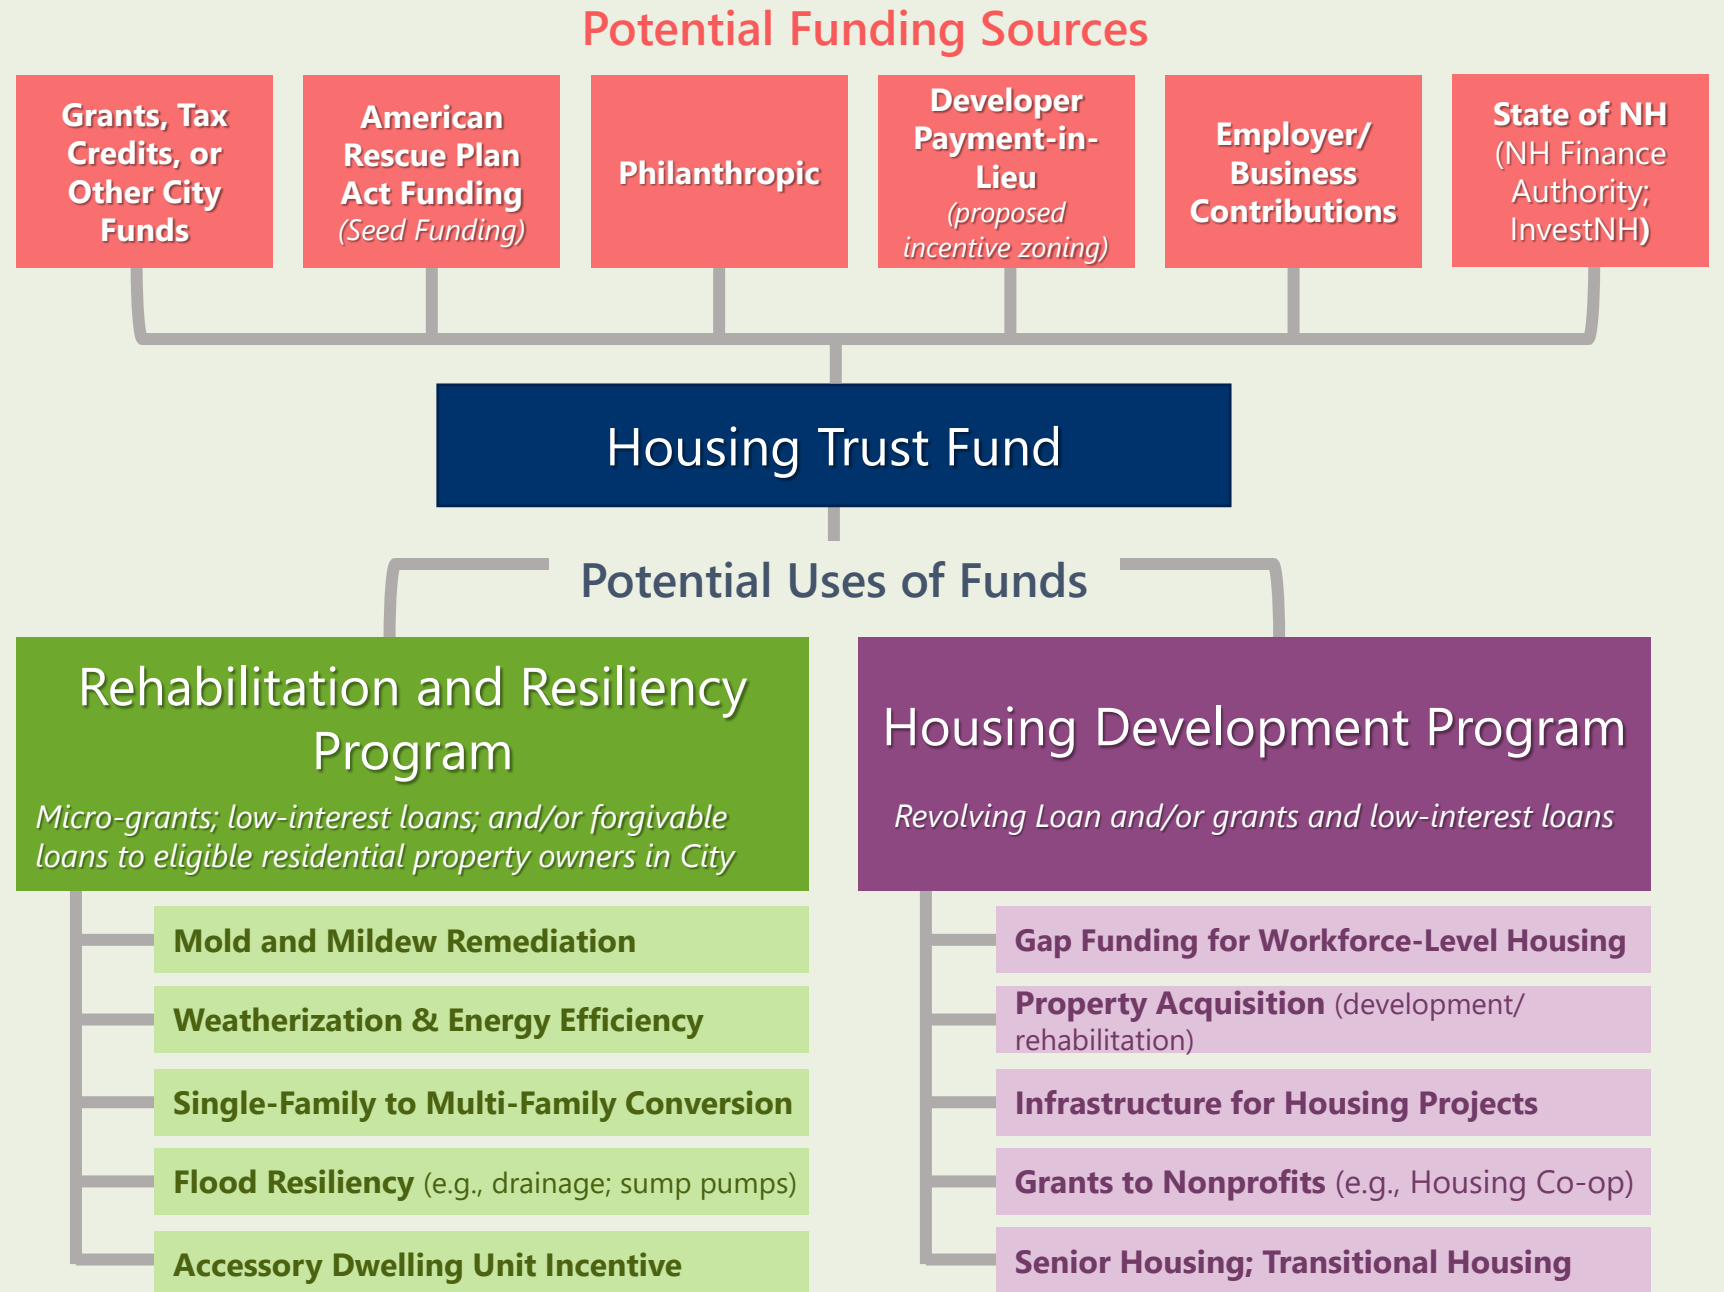 Potential Funding Sources
Grants, Tax
Credits, or
Other City
Funds
American
Rescue Plan
Act Funding
(Seed Funding)
Philanthropic
Developer
Payment-in-
Lieu
(proposed
incentive zoning)
Employer/
Business
Contributions
State of NH
(NH Finance
Authority;
InvestNH)
Housing Trust Fund
Potential Uses of Funds
Rehabilitation and Resiliency
Program
Micro-grants; low-interest loans; and/or forgivable
loans to eligible residential property owners in City
Mold and Mildew Remediation
Weatherization & Energy Efficiency
Single-Family to Multi-Family Conversion
Flood Resiliency (e.g., drainage; sump pumps)
Accessory Dwelling Unit Incentive
Housing Development Program
Revolving Loan and/or grants and low-interest loans
Gap Funding for Workforce-Level Housing
Property Acquisition (development/
rehabilitation)
Infrastructure for Housing Projects
Grants to Nonprofits (e.g., Housing Co-op)
Senior Housing; Transitional Housing